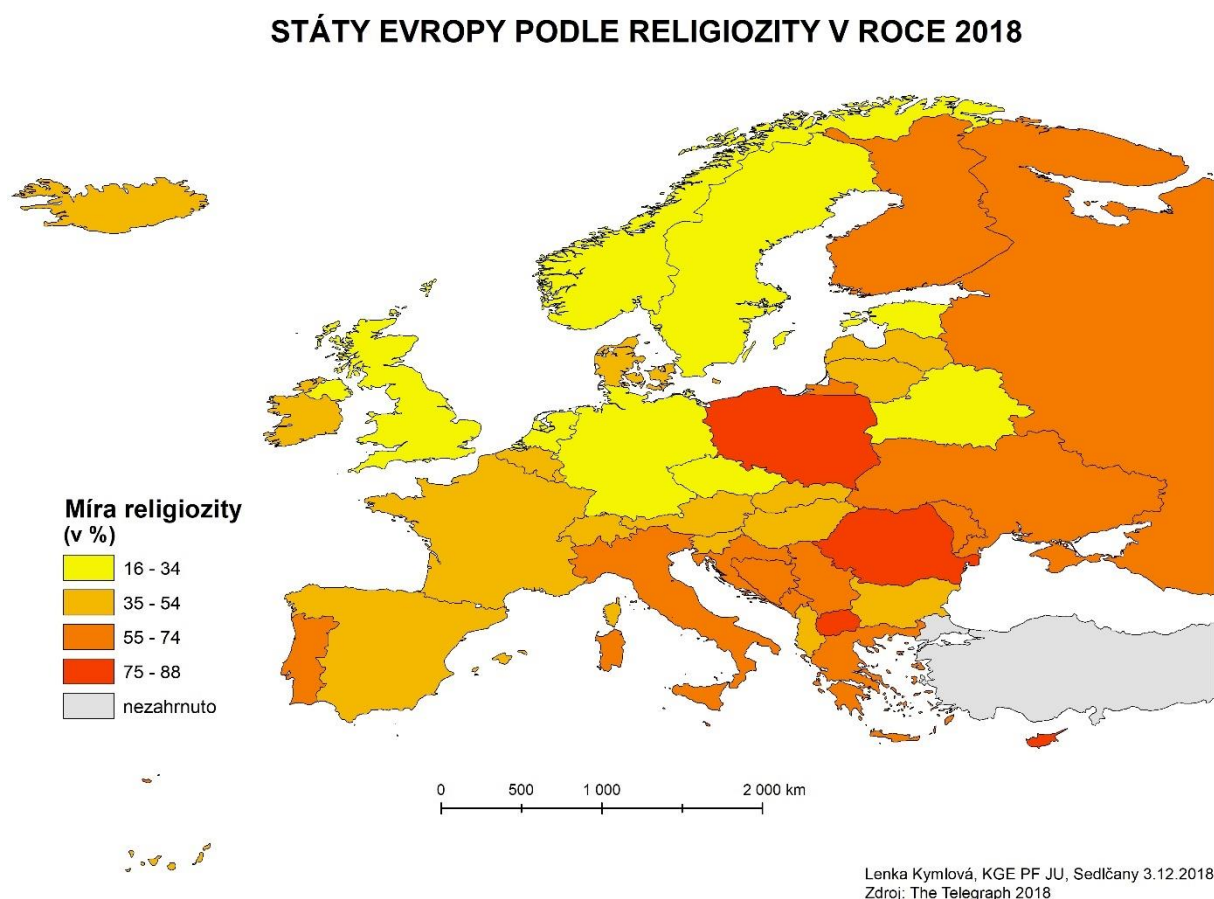 STÁTY EVROPY PODLE RELIGIOZITY V ROCE 2018
Míra religiozity
(v %)
16 - 34
35 - 54
55 - 74
75 - 88
nezahrnuto
0 500 1 000 2 000 km
Lenka Kymlová, KGE PF JU, Sedlčany 3.12.2018
Zdroj: The Telegraph 2018